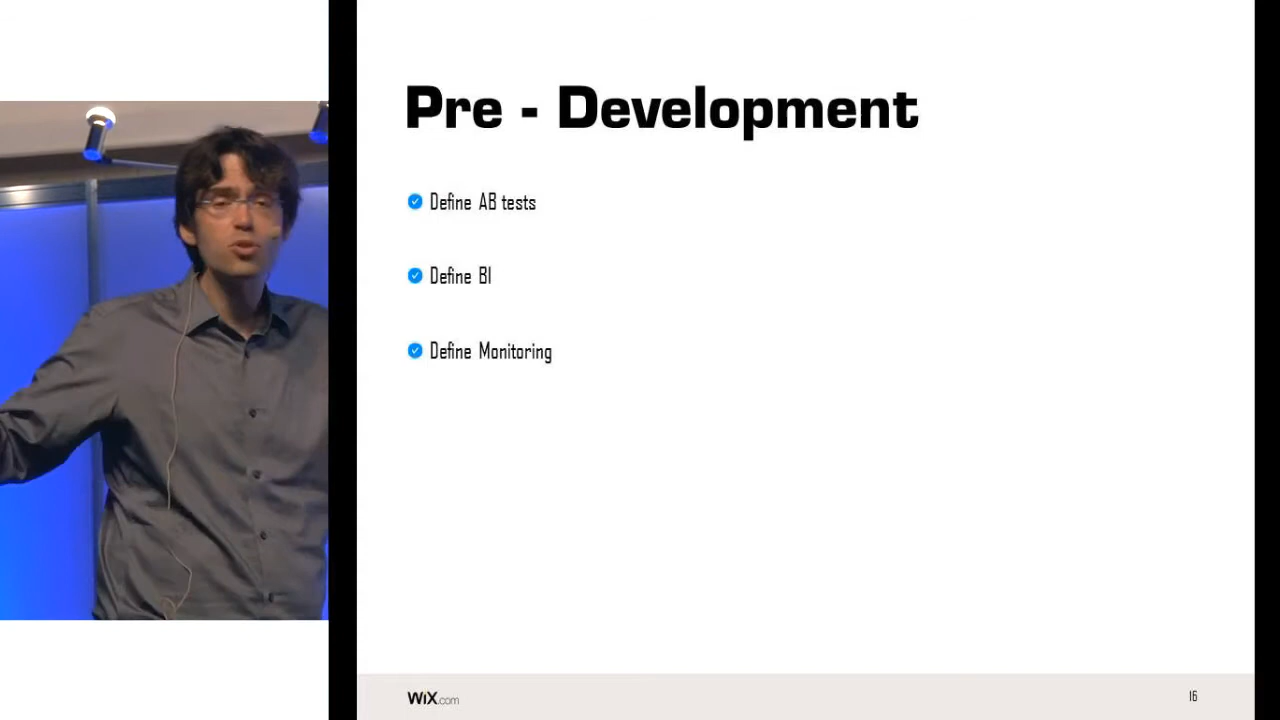 Pre - Development
Define AB tests
Define BI
Define Monitoring
WiX.com
16